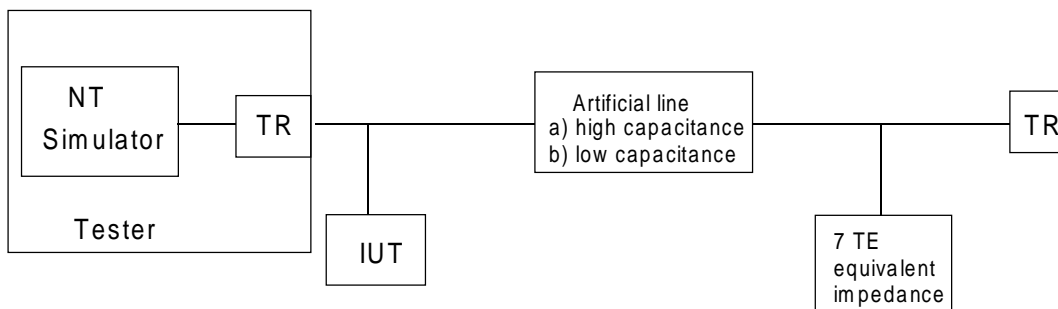 NT
Simulator
TR
Tester
IUT
Artificial line
a) high capacitance
b) low capacitance
7 TE
equivalent
impedance
TR